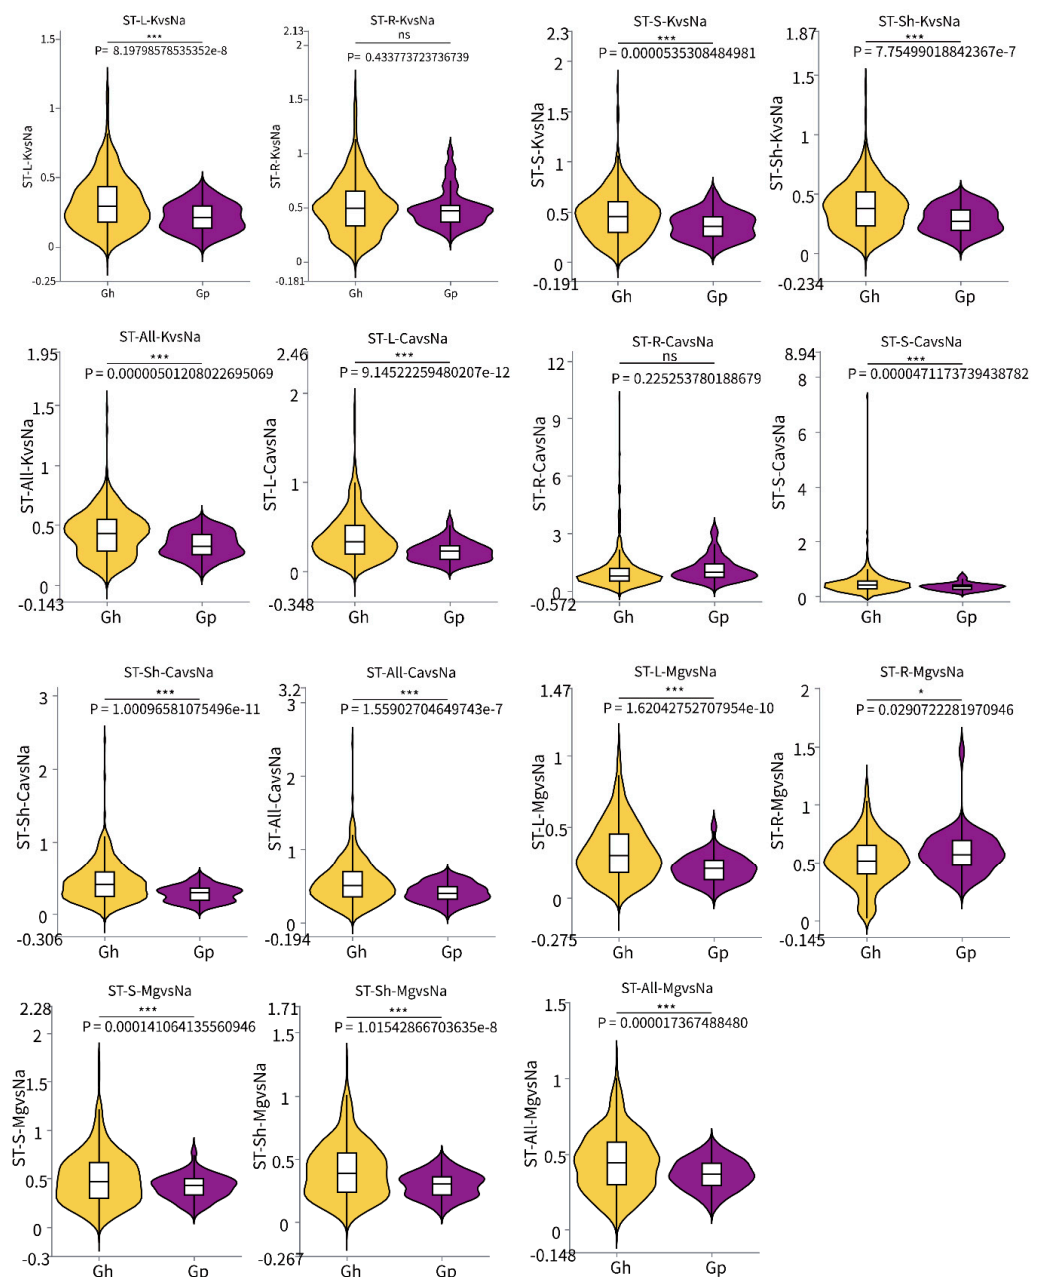 ST-L-KvsNa
***
P= 8.19798578535352e-8
1.5
1
0.5
0
-0.25
ST-L-KvsNa
Gh Gp
ST-R-KvsNa
ns
P= 0.433773723736739
2.13
2
1.5
1
0.5
0
-0.181
ST-R-KvsNa
Gh Gp
ST-S-KvsNa
***
P = 0.0000535308484981
2.3
2
1.5
1
0.5
0
-0.191
ST-S-KvsNa
Gh Gp
ST-Sh-KvsNa
***
P = 7.75499018842367e-7
1.87
1.5
1
0.5
0
-0.234
ST-Sh-KvsNa
Gh Gp
ST-All-KvsNa
***
P = 0.00000501208022695069
1.95
1.5
1
0.5
0
-0.143
ST-All-KvsNa
Gh Gp
ST-L-CavsNa
***
P = 9.14522259480207e-12
2.46
2
1
0
-0.348
ST-L-CavsNa
Gh Gp
ST-R-CavsNa
ns
P = 0.225253780188679
12
9
6
3
0
-0.572
ST-R-CavsNa
Gh Gp
ST-S-CavsNa
***
P = 0.0000471173739438782
8.94
8
6
4
2
0
ST-S-CavsNa
Gh Gp
ST-Sh-CavsNa
***
P = 1.00096581075496e-11
3
2
1
0
-0.306
ST-Sh-CavsNa
Gh Gp
ST-All-CavsNa
***
P = 1.55902704649743e-7
3.2
3
2
1
0
-0.194
ST-All-CavsNa
Gh Gp
ST-L-MgvsNa
***
P = 1.62042752707954e-10
1.47
1
0.5
0
-0.275
ST-L-MgvsNa
Gh Gp
ST-R-MgvsNa
*
P = 0.0290722281970946
2
1.5
1
0.5
0
-0.145
ST-R-MgvsNa
Gh Gp
ST-S-MgvsNa
***
P = 0.000141064135560946
2.28
2
1.5
1
0.5
0
-0.3
ST-S-MgvsNa
Gh Gp
ST-Sh-MgvsNa
***
P = 1.01542866703635e-8
1.71
1.5
1
0.5
0
-0.267
ST-Sh-MgvsNa
Gh Gp
ST-All-MgvsNa
***
P = 0.000017367488480
1.5
1
0.5
0
-0.148
ST-All-MgvsNa
Gh Gp